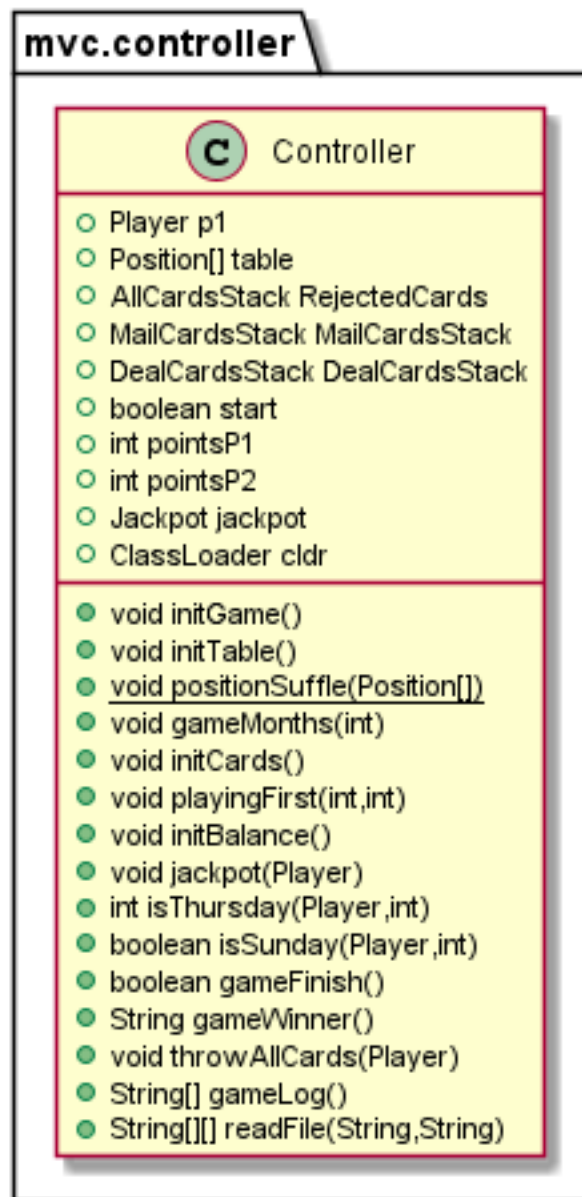 mvc.controller
C Controller
Player p1
Position[] table
AllCardsStack RejectedCards
MailCardsStack MailCardsStack
DealCardsStack DealCardsStack
boolean start
int pointsP1
int pointsP2
Jackpot jackpot
ClassLoader cldr
void initGame()
void initTable()
void positionSuffle(Position[])
void gameMonths(int)
void initCards()
void playingFirst(int,int)
void initBalance()
void jackpot(Player)
int isThursday(Player,int)
boolean isSunday(Player,int)
boolean gameFinish()
String gameWinner()
void throwAllCards(Player)
String[] gameLog()
String[][] readFile(String,String)